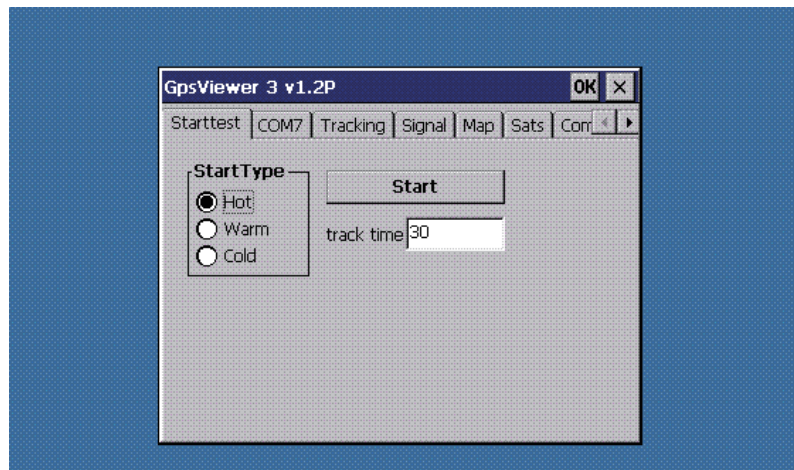 GpsViewer 3 v1.2P OK
Starttest COM7 Tracking Signal Map Sats
StartType
Hot
Warm
Cold
Start
track time 30